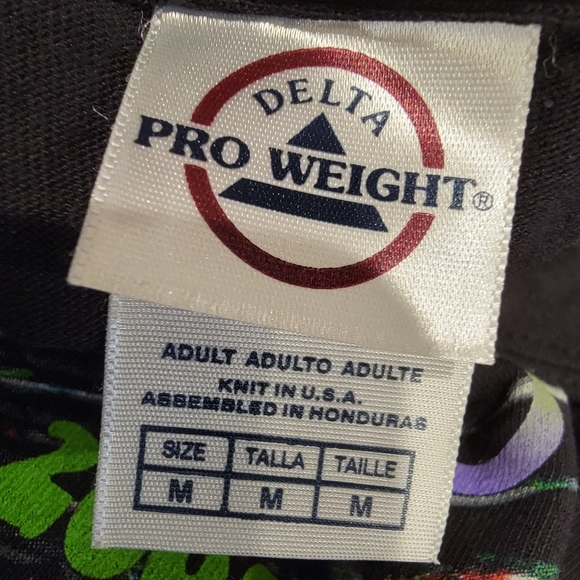 DELTA
PRO WEIGHT®
ADULT ADULTO ADULTE
KNIT IN U.S.A.
ASSEMBLED IN HONDURAS
SIZE TALLA TAILLE
M M M